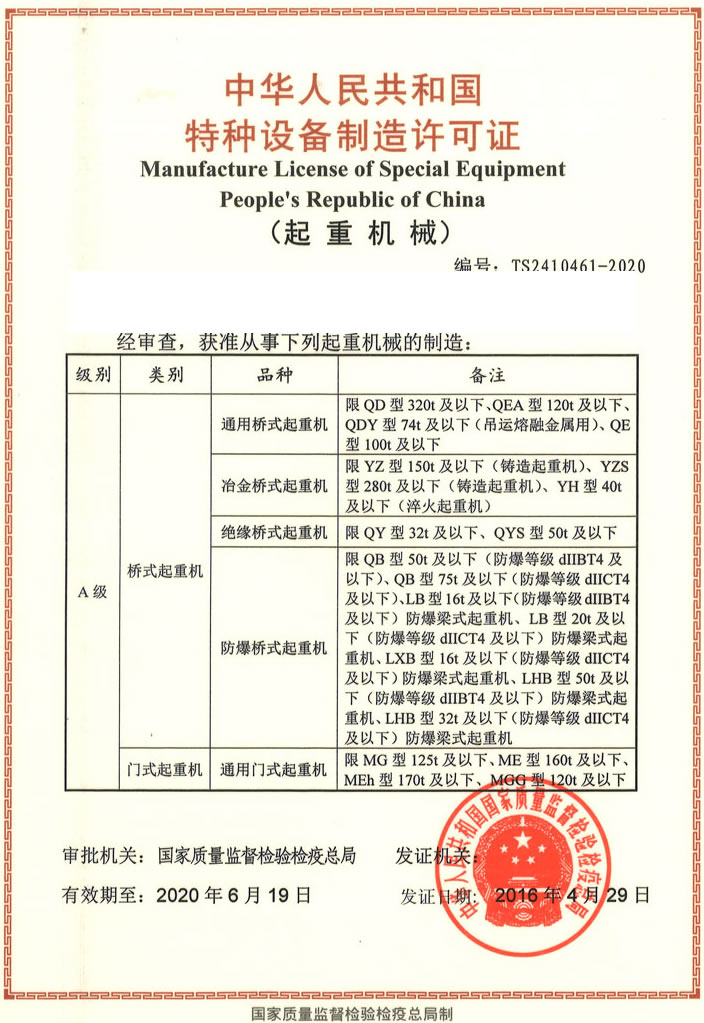 中华人民共和国
特种设备制造许可证
Manufacture License of Special Equipment
People's Republic of China
（起 重 机 械）
编号：TS2410461-2020
经审查，获准从事下列起重机械的制造：
级别 类别 品种 备注
A 级
桥式起重机
通用桥式起重机
限 QD 型 320t 及以下、QEA 型 120t 及以下、
QDY 型 74t 及以下（吊运熔融金属用）、QE
型 100t 及以下
冶金桥式起重机
限 YZ 型 150t 及以下（铸造起重机）、YZS
型 280t 及以下（铸造起重机）、YH 型 40t
及以下（淬火起重机）
绝缘桥式起重机
限 QY 型 32t 及以下、QYS 型 50t 及以下
防爆桥式起重机
限 QB 型 50t 及以下（防爆等级 dIIBT4 及
以下）、QB 型 75t 及以下（防爆等级 dIICT4
及以下）、LB 型 16t 及以下（防爆等级 dIIBT4
及以下）防爆梁式起重机、LB 型 20t 及以
下（防爆等级 dIICT4 及以下）防爆梁式起
重机、LXB 型 16t 及以下（防爆等级 dIICT4
及以下）防爆梁式起重机、LHB 型 50t 及以
下（防爆等级 dIIBT4 及以下）防爆梁式起
重机、LHB 型 32t 及以下（防爆等级 dIICT4
及以下）防爆梁式起重机
门式起重机
通用门式起重机
限 MG 型 125t 及以下、ME 型 160t 及以下、
MEh 型 170t 及以下、MGG 型 120t 及以下
审批机关：国家质量监督检验检疫总局 发证机关：
有效期至：2020 年 6 月 19 日 发证日期：2016 年 4 月 29 日
中华人民共和国国家质量监督检验检疫总局
国家质量监督检验检疫总局制